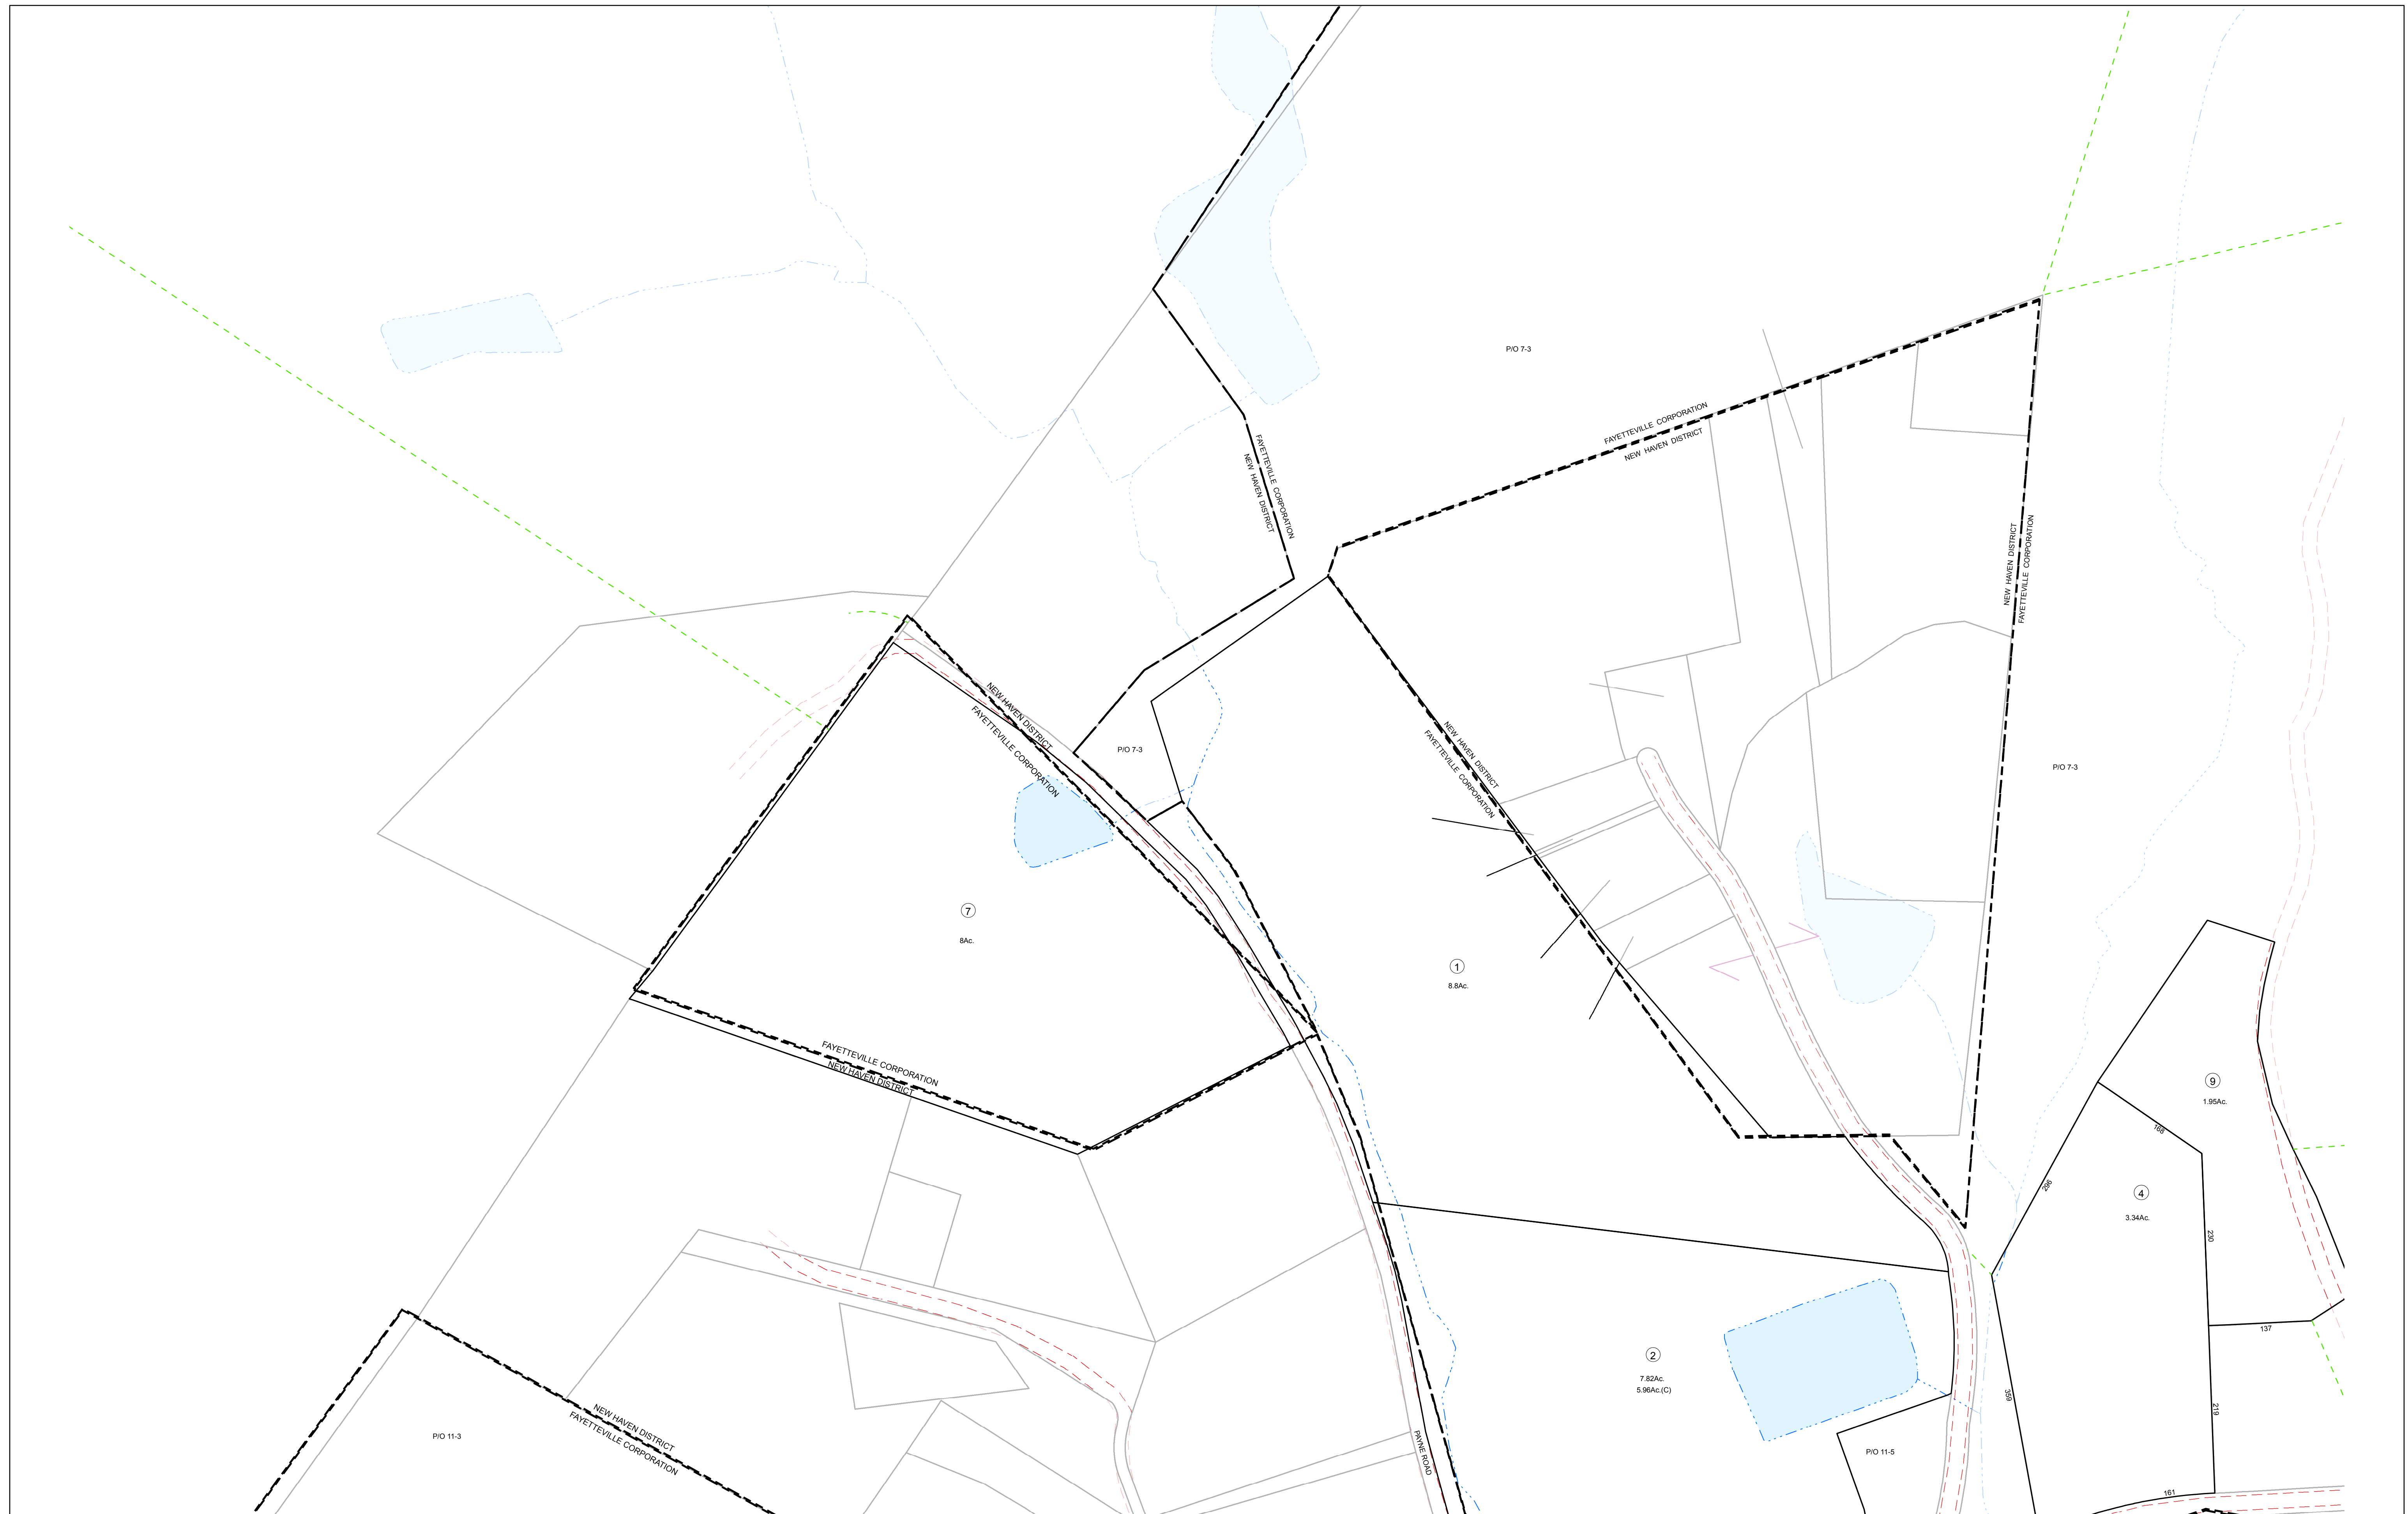 P/O 7-3
FAYETTEVILLE CORPORATION
NEW HAVEN DISTRICT
FAYETTEVILLE CORPORATION
NEW HAVEN DISTRICT
NEW HAVEN DISTRICT
FAYETTEVILLE CORPORATION
NEW HAVEN DISTRICT
FAYETTEVILLE CORPORATION
P/O 7-3
NEW HAVEN DISTRICT
FAYETTEVILLE CORPORATION
P/O 7-3
7
8Ac.
1
8.8Ac.
FAYETTEVILLE CORPORATION
NEW HAVEN DISTRICT
9
1.95Ac.
168
296
4
3.34Ac.
230
137
2
7.82Ac.
5.96Ac.(C)
359
219
NEW HAVEN DISTRICT
FAYETTEVILLE CORPORATION
P/O 11-3
PAYNE ROAD
P/O 11-5
161